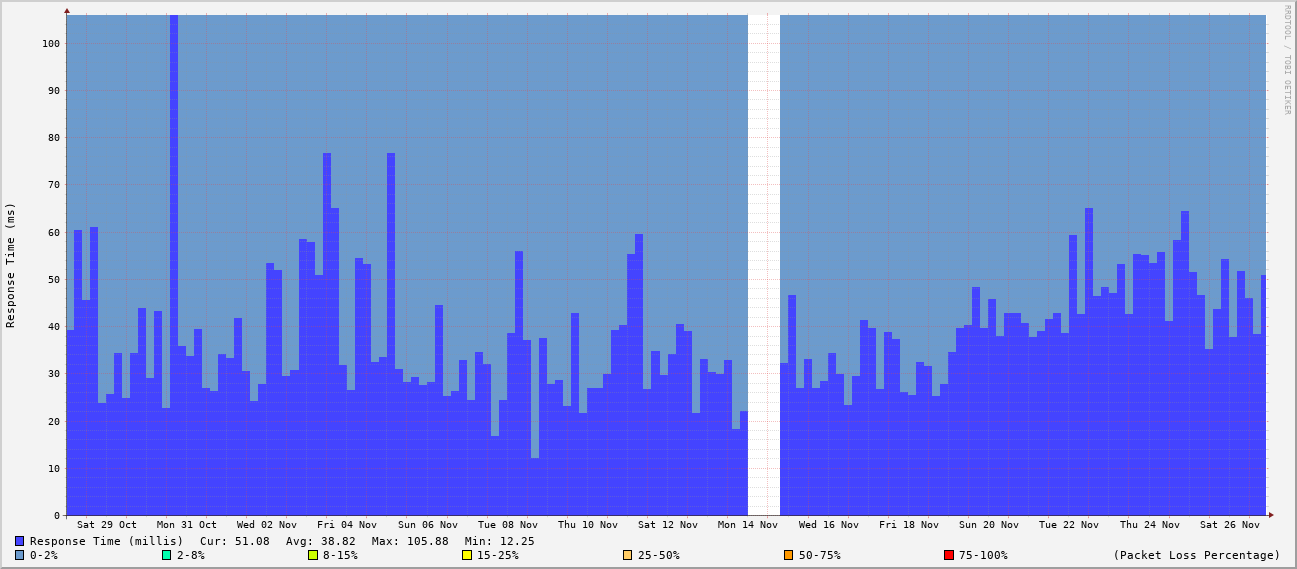 RRDTOOL / TOBI OETIKER
Response Time (ms)
100
90
80
70
60
50
40
30
20
10
0
Sat 29 Oct Mon 31 Oct Wed 02 Nov Fri 04 Nov Sun 06 Nov Tue 08 Nov Thu 10 Nov Sat 12 Nov Mon 14 Nov Wed 16 Nov Fri 18 Nov Sun 20 Nov Tue 22 Nov Thu 24 Nov Sat 26 Nov
Response Time (millis) Cur: 51.08 Avg: 38.82 Max: 105.88 Min: 12.25
0-2% 2-8% 8-15% 15-25% 25-50% 50-75% 75-100% (Packet Loss Percentage)